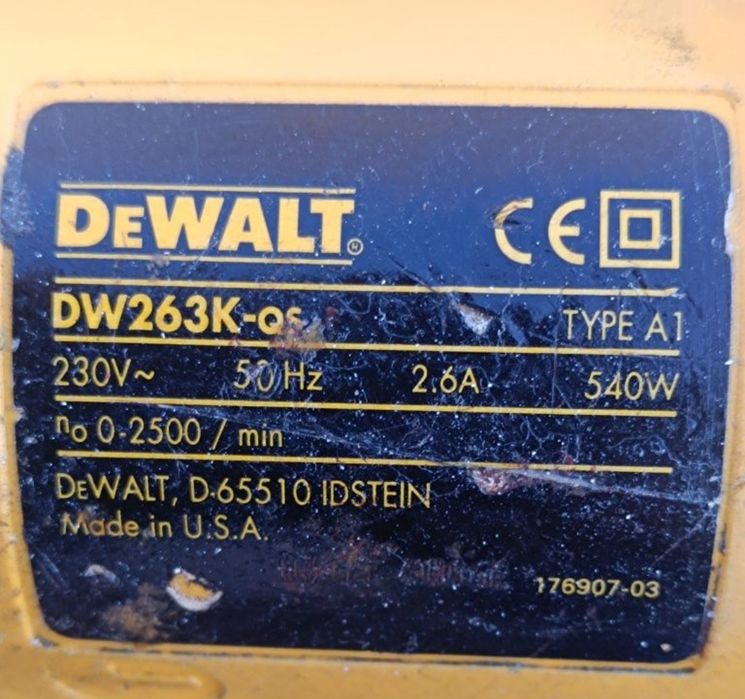 DEWALT® CE
DW263K-QS TYPE A1
230V~ 50 Hz 2.6A 540W
no 0-2500 / min
DEWALT, D-65510 IDSTEIN
Made in U.S.A.
176907-03